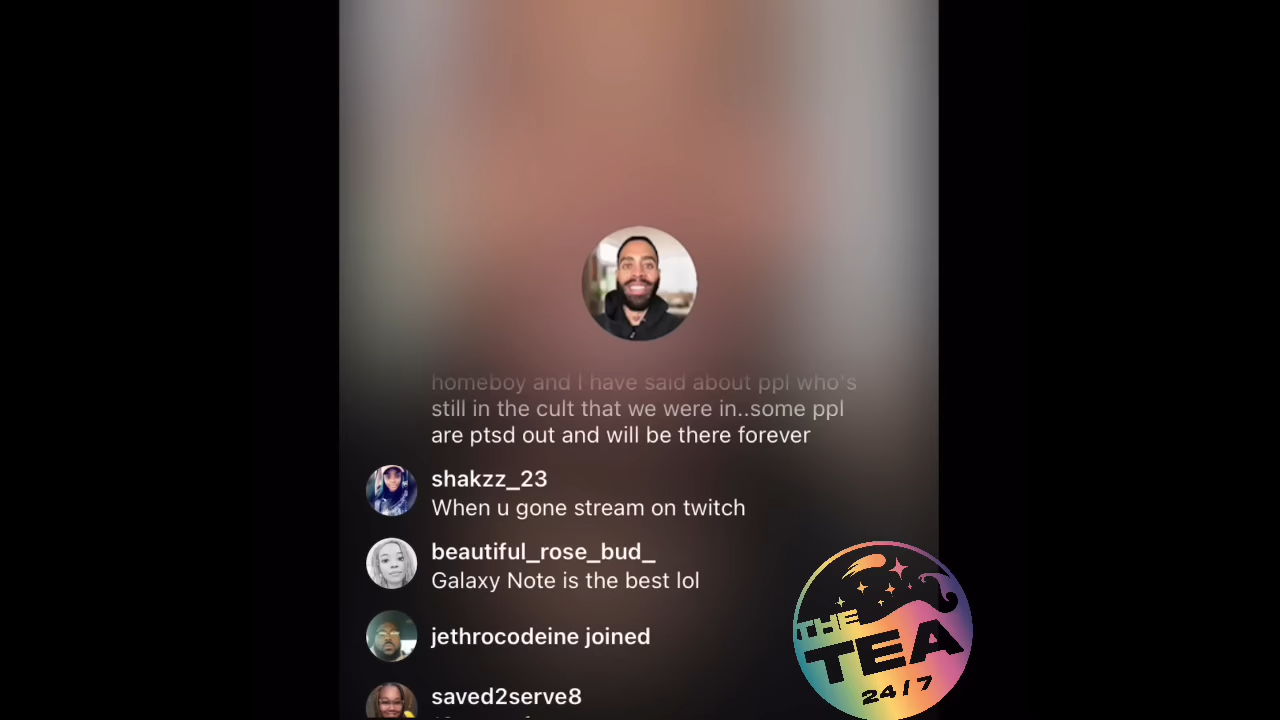 homeboy and I have said about ppl who's
still in the cult that we were in..some ppl
are ptsd out and will be there forever
shakzz_23
When u gone stream on twitch
beautiful_rose_bud_
Galaxy Note is the best lol
jethrocodeine joined
saved2serve8
THE
TEA
24/7